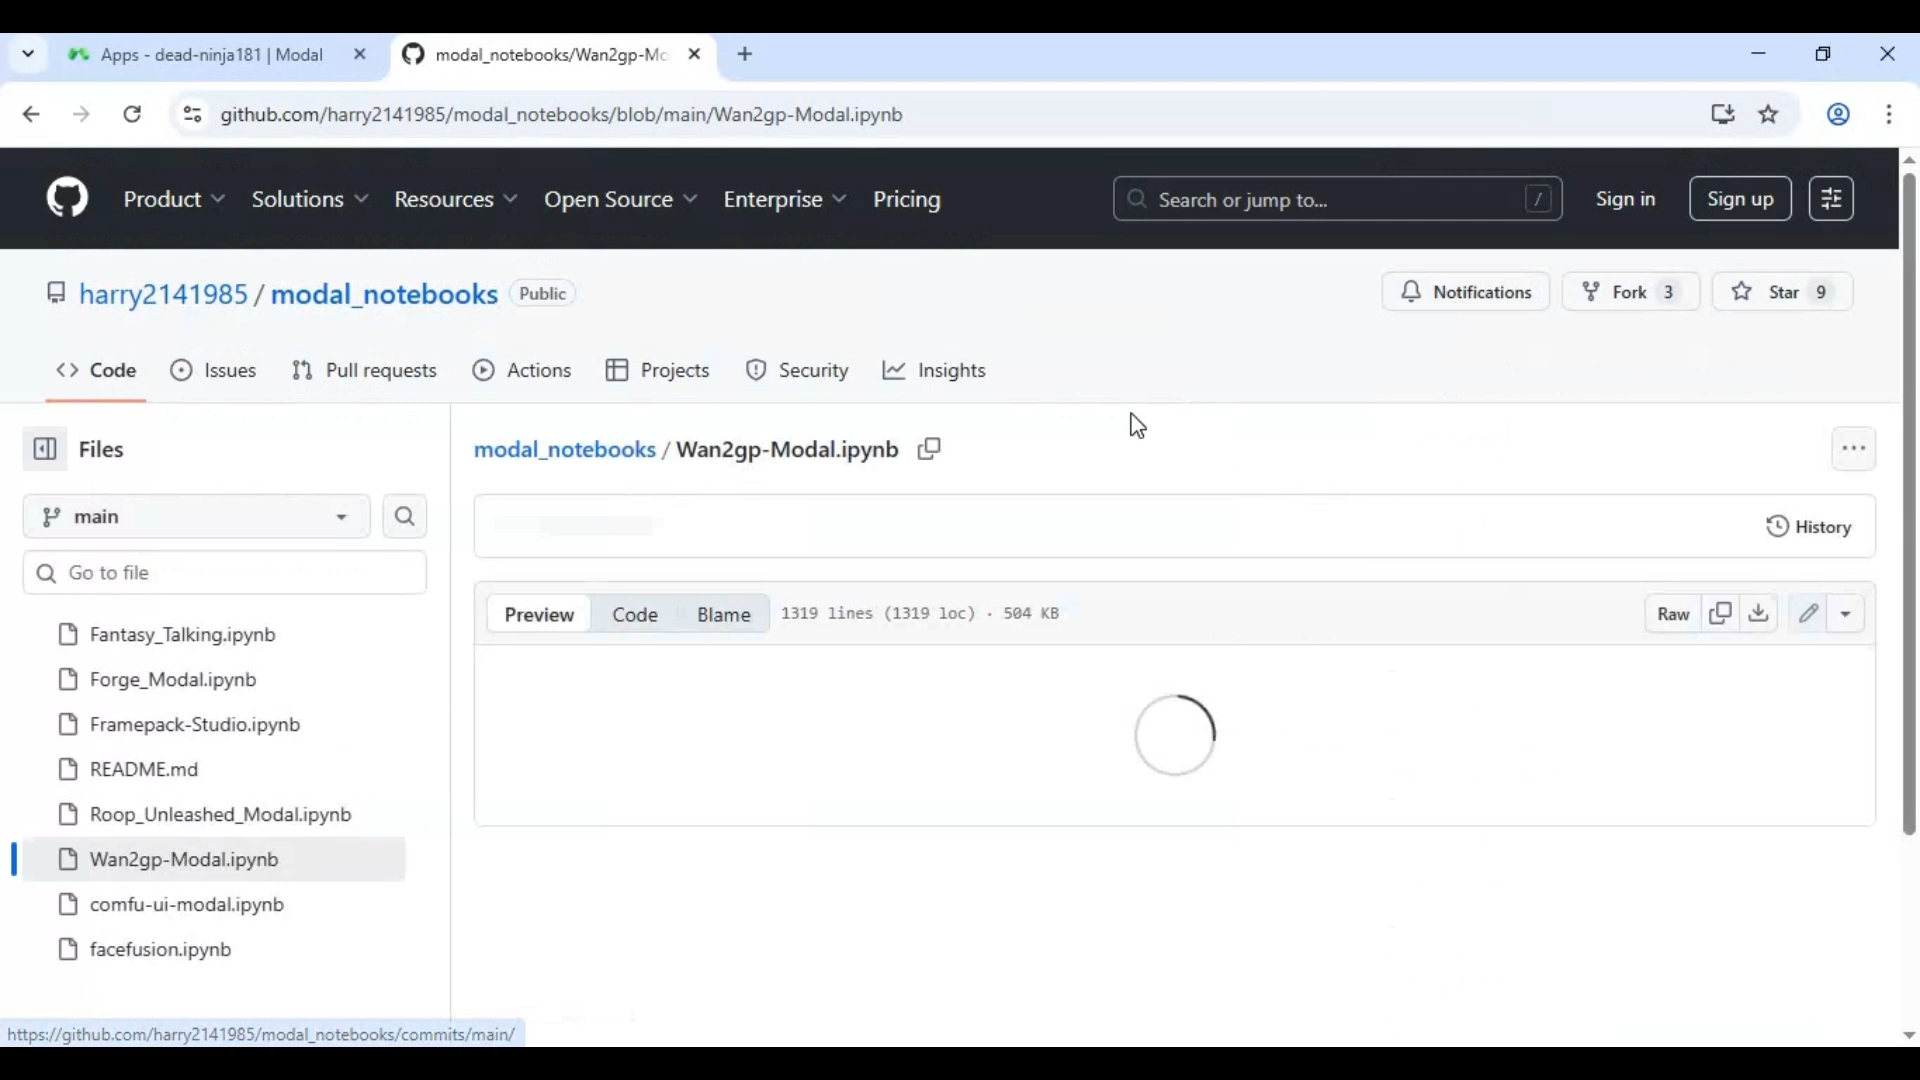 Apps - dead-ninja181 | Modal
modal_notebooks/Wan2gp-Mo
github.com/harry2141985/modal_notebooks/blob/main/Wan2gp-Modal.ipynb
Product
Solutions
Resources
Open Source
Enterprise
Pricing
Search or jump to...
/
Sign in
Sign up
harry2141985 / modal_notebooks
Public
Notifications
Fork 3
Star 9
Code
Issues
Pull requests
Actions
Projects
Security
Insights
Files
modal_notebooks / Wan2gp-Modal.ipynb
main
History
Go to file
Preview
Code
Blame
1319 lines (1319 loc) · 504 KB
Raw
Fantasy_Talking.ipynb
Forge_Modal.ipynb
Framepack-Studio.ipynb
README.md
Roop_Unleashed_Modal.ipynb
Wan2gp-Modal.ipynb
comfu-ui-modal.ipynb
facefusion.ipynb
https://github.com/harry2141985/modal_notebooks/commits/main/